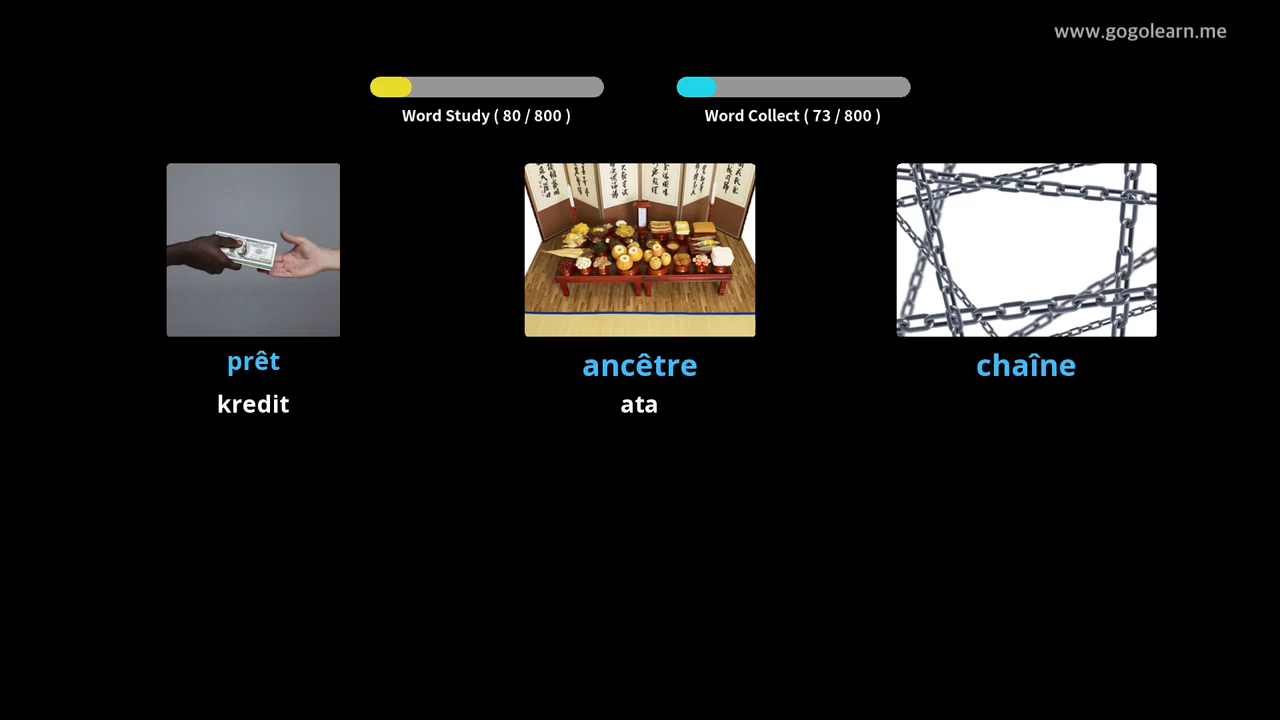 www.gogolearn.me
Word Study ( 80 / 800 )
Word Collect ( 73 / 800 )
prêt
ancêtre
chaîne
kredit
ata